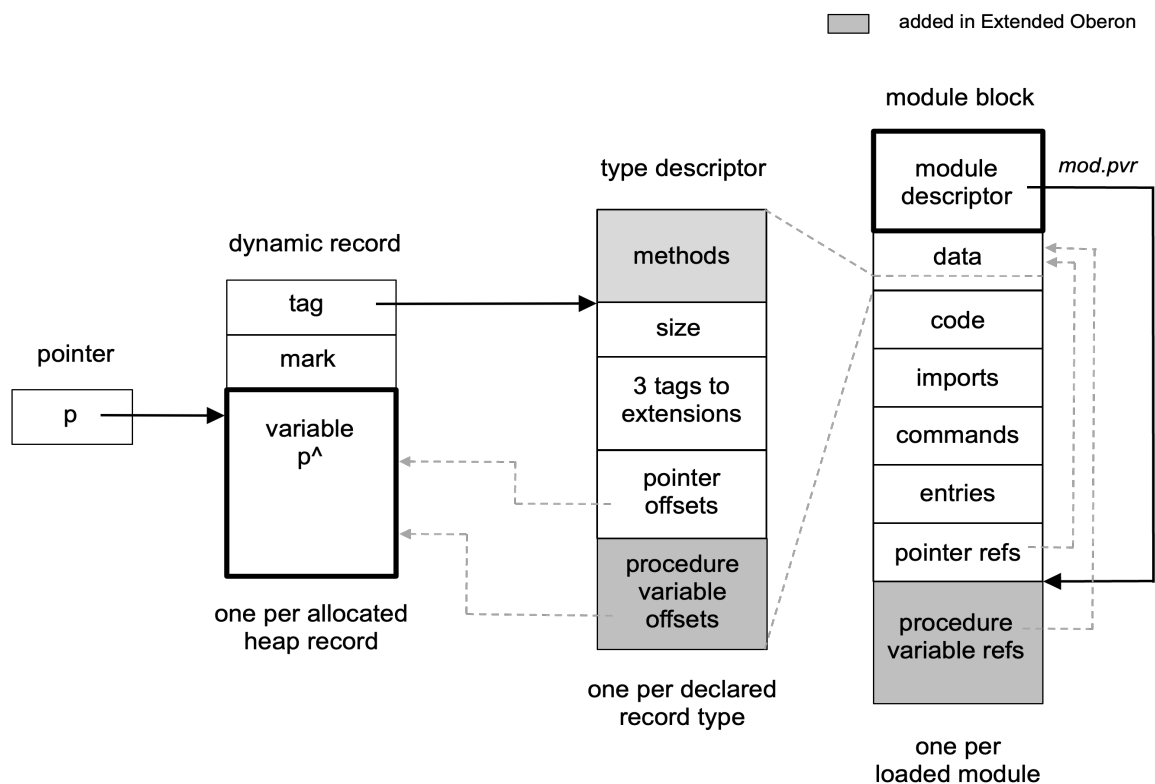 added in Extended Oberon
pointer
p
dynamic record
tag
mark
variable
p^
one per allocated
heap record
type descriptor
methods
size
3 tags to
extensions
pointer
offsets
procedure
variable
offsets
one per declared
record type
module block
module
descriptor
mod.pvr
data
code
imports
commands
entries
pointer refs
procedure
variable refs
one per
loaded module